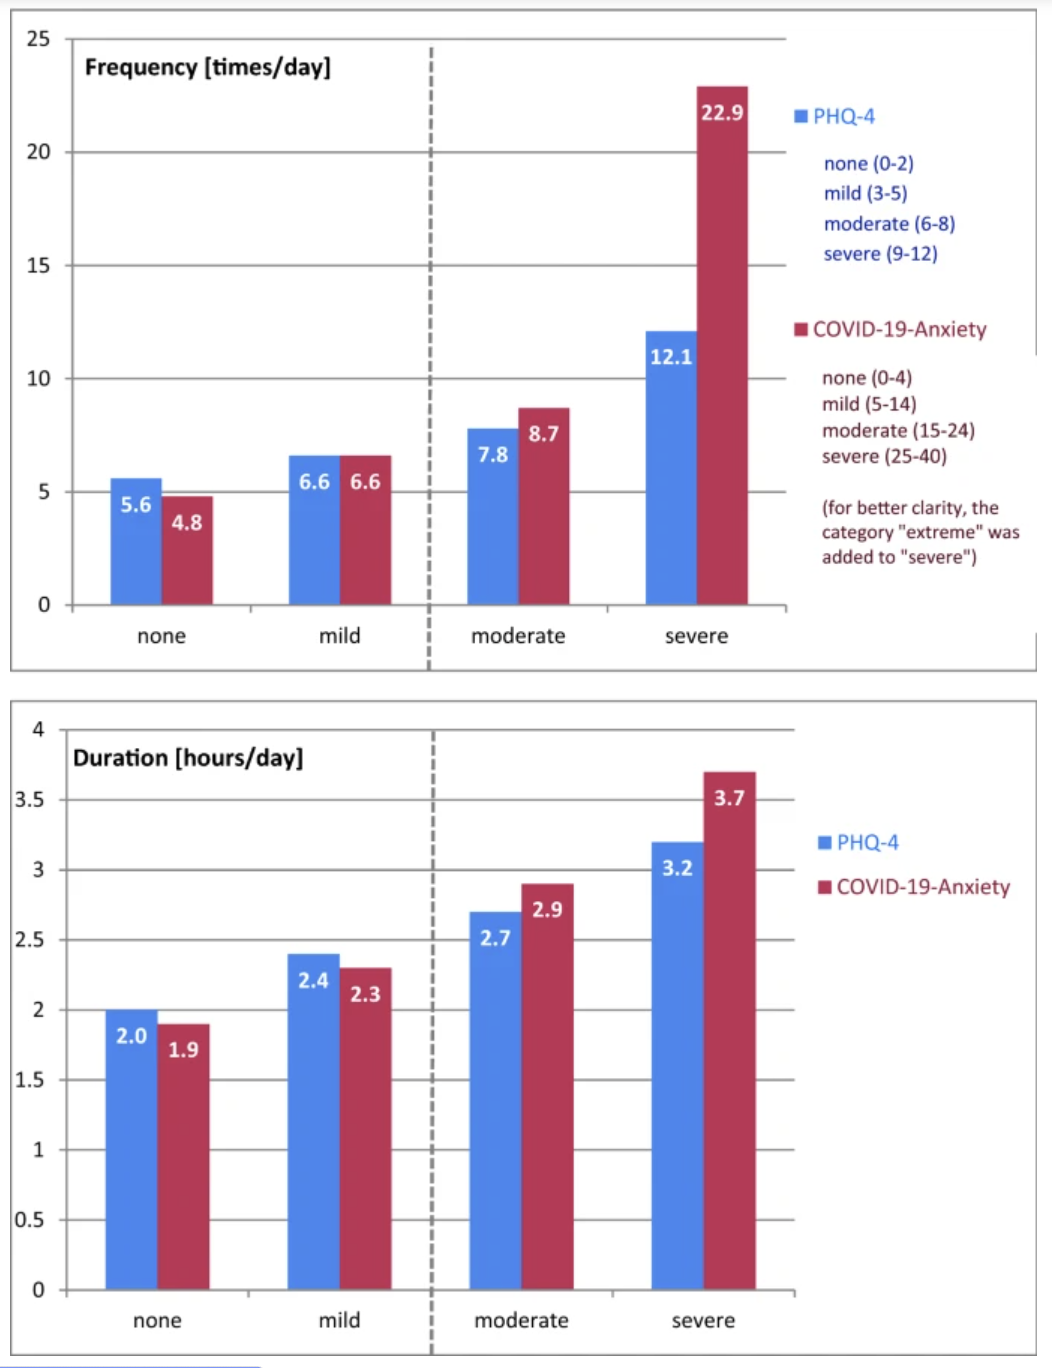 25
Frequency [times/day]
20
15
10
5
0
5.6
4.8
6.6
6.6
7.8
8.7
12.1
22.9
none
mild
moderate
severe
PHQ-4
none (0-2)
mild (3-5)
moderate (6-8)
severe (9-12)
COVID-19-Anxiety
none (0-4)
mild (5-14)
moderate (15-24)
severe (25-40)
(for better clarity, the
category "extreme" was
added to "severe")
4
Duration [hours/day]
3.5
3
2.5
2
1.5
1
0.5
0
2.0
1.9
2.4
2.3
2.7
2.9
3.2
3.7
none
mild
moderate
severe
PHQ-4
COVID-19-Anxiety